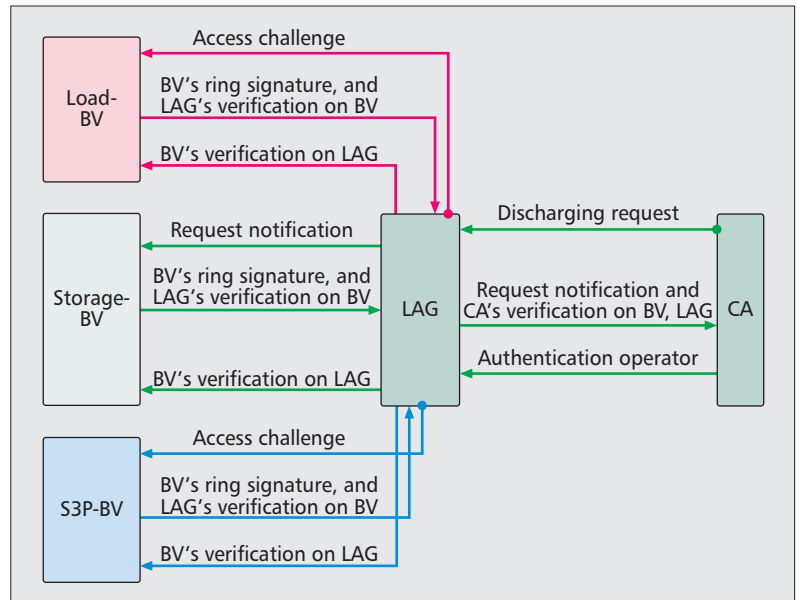 Access challenge
Load-
BV
BV's ring signature, and
LAG's verification on BV
BV's verification on LAG
Request notification
Storage-
BV
BV's ring signature, and
LAG's verification on BV
BV's verification on LAG
LAG
Discharging request
Request notification and
CA's verification on BV, LAG
Authentication operator
CA
Access challenge
S3P-BV
BV's ring signature, and
LAG's verification on BV
BV's verification on LAG